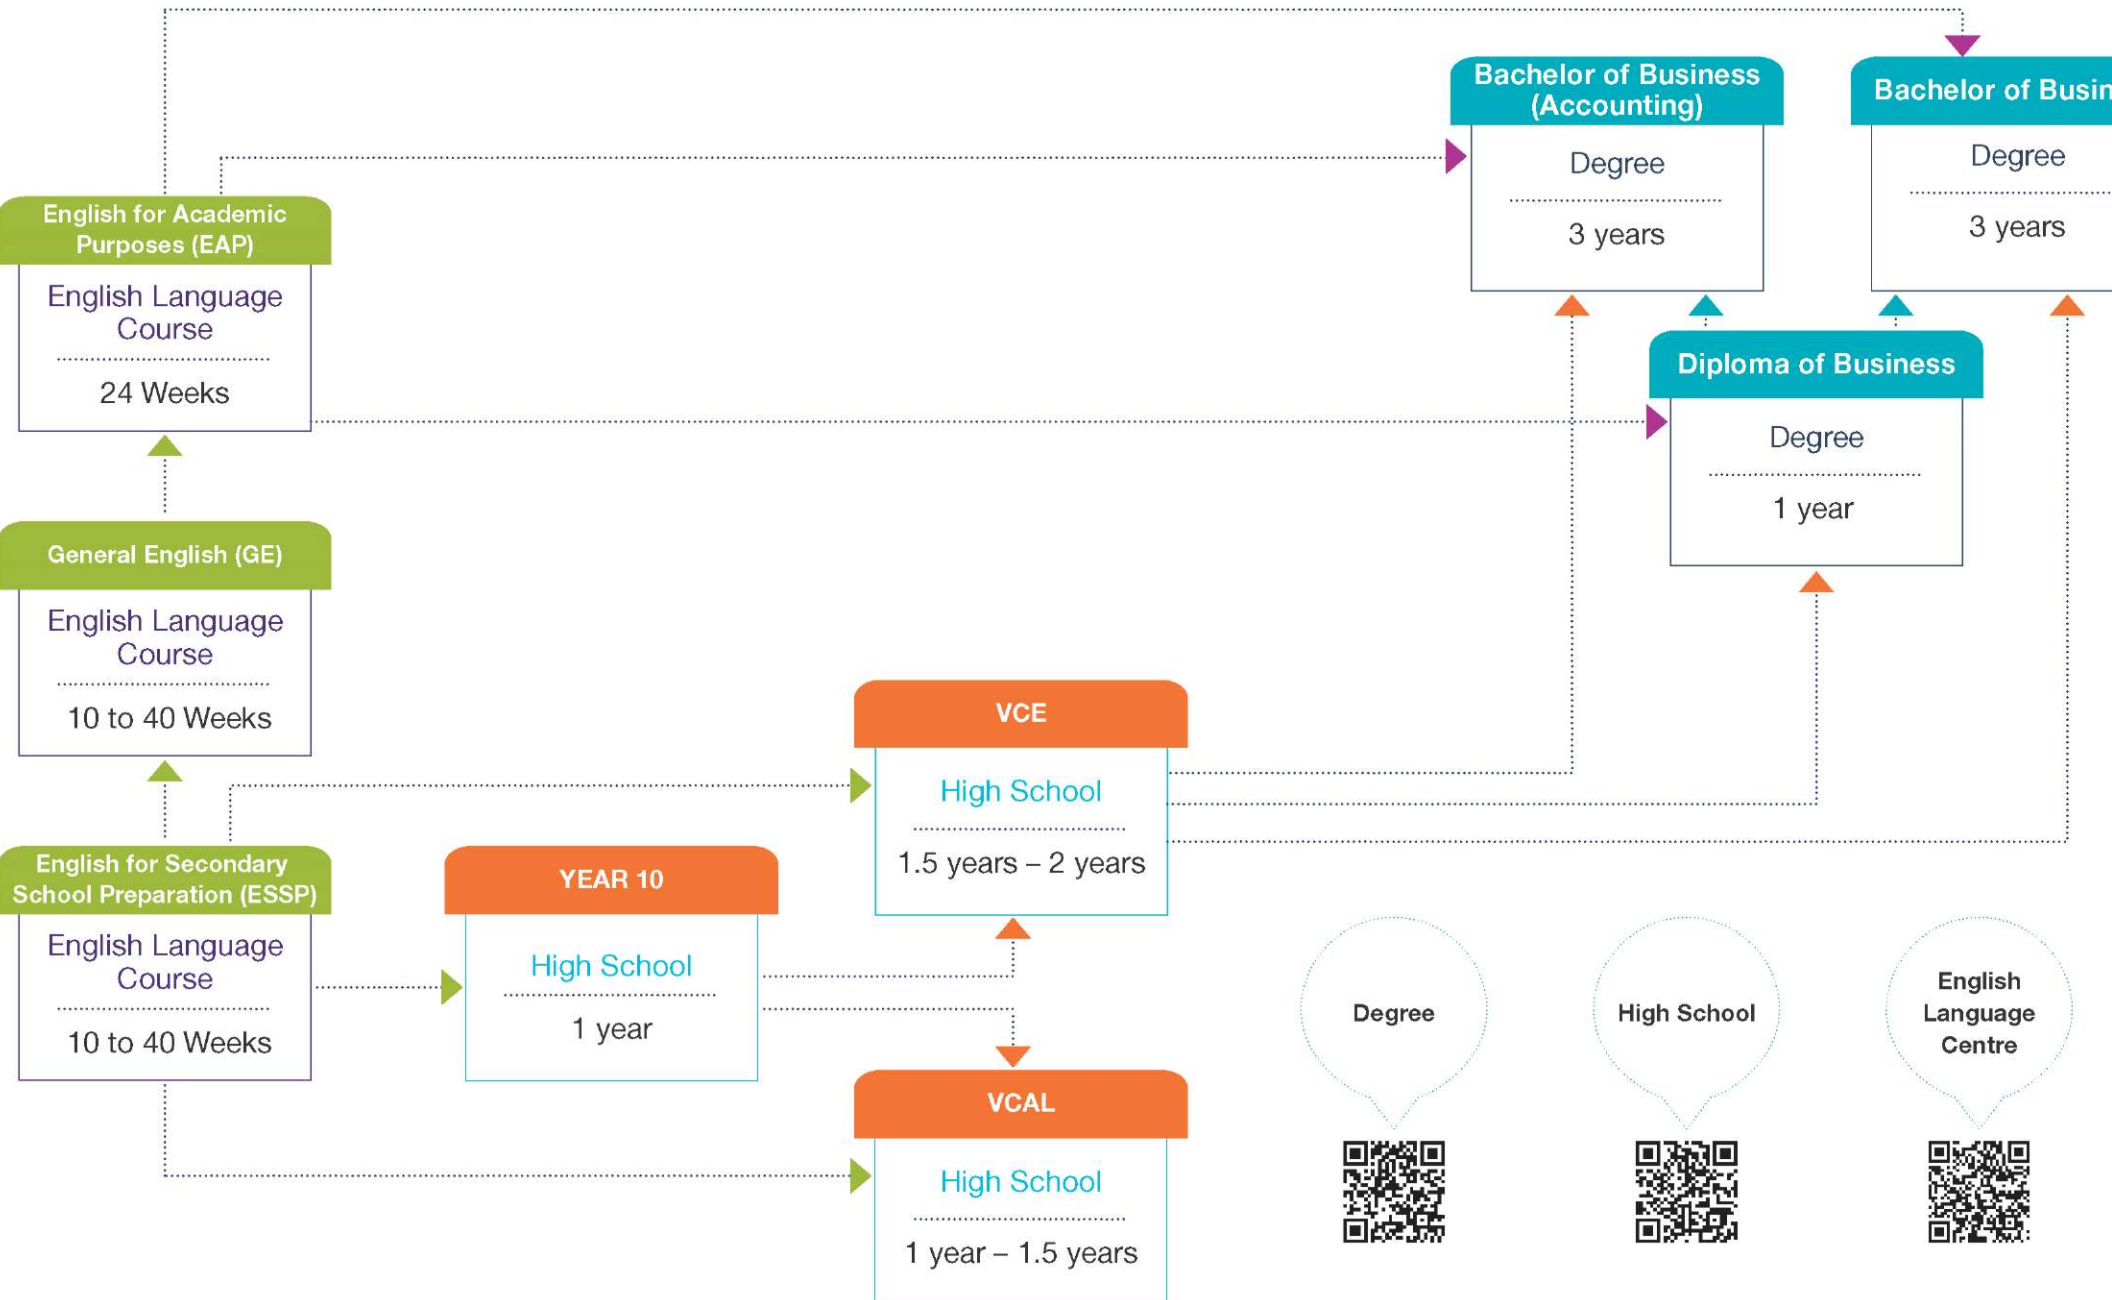 Bachelor of Business
(Accounting)
Degree
3 years
Bachelor of Busin
Degree
3 years
English for Academic
Purposes (EAP)
English Language
Course
24 Weeks
Diploma of Business
Degree
1 year
General English (GE)
English Language
Course
10 to 40 Weeks
VCE
High School
1.5 years – 2 years
English for Secondary
School Preparation (ESSP)
English Language
Course
10 to 40 Weeks
YEAR 10
High School
1 year
VCAL
High School
1 year – 1.5 years
Degree
High School
English
Language
Centre